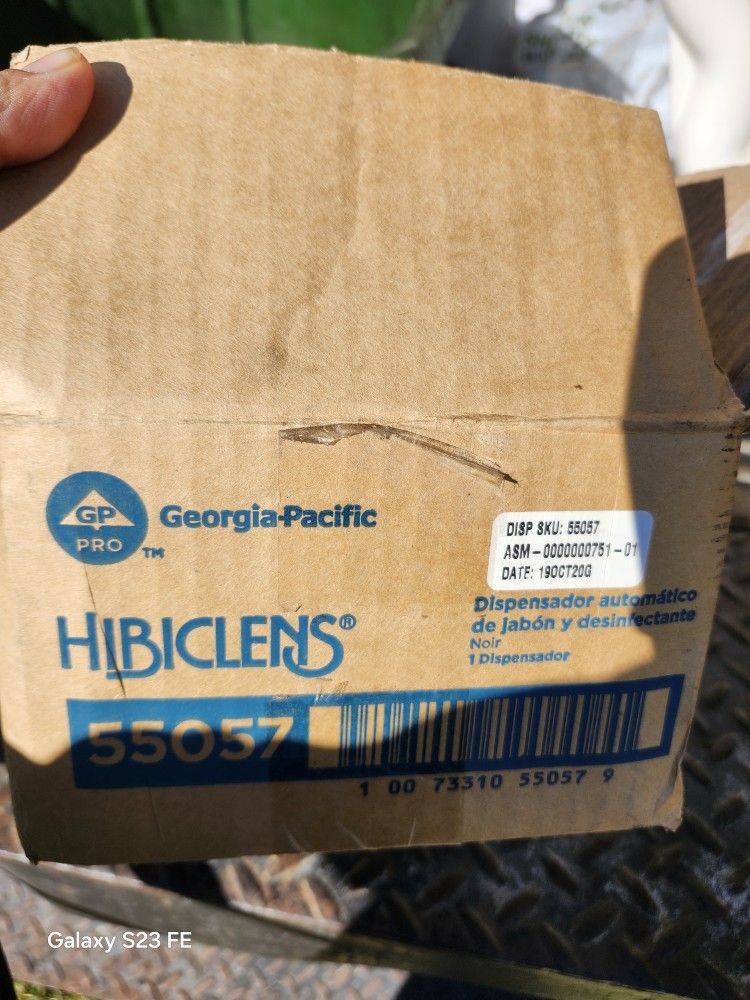 GP
PRO
TM
Georgia-Pacific
DISP SKU: 55057
ASM-0000000751-01
DATE: 19OCT20G
HIBICLENS®
Dispensador automático
de jabón y desinfectante
Noir
1 Dispensador
55057
1 00 73310 55057 9
Galaxy S23 FE